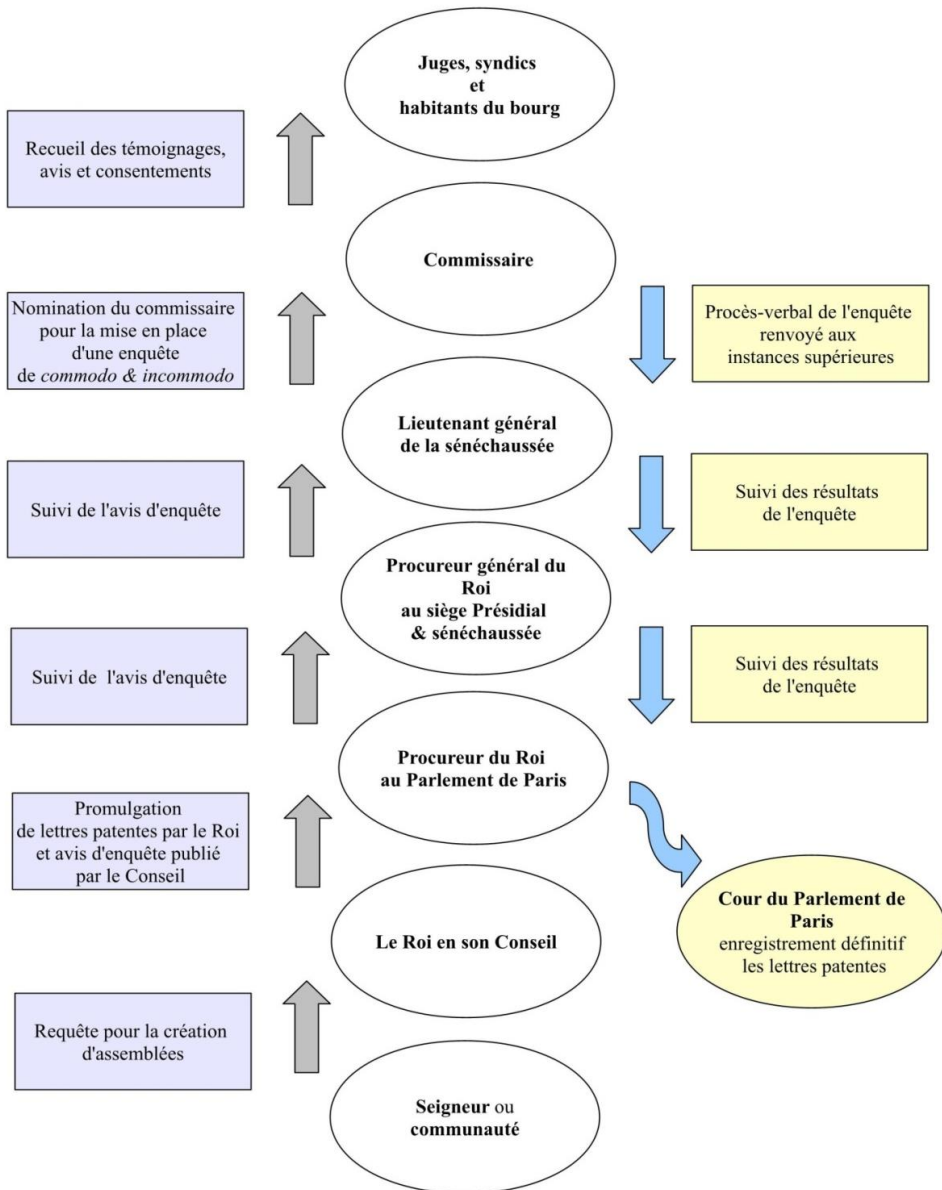 Juges, syndics
et
habitants du bourg
Recueil des témoignages,
avis et consentements
Commissaire
Nomination du commissaire
pour la mise en place
d'une enquête
de commodo & incommodo
Procès-verbal de l'enquête
renvoyé aux
instances supérieures
Lieutenant général
de la sénéchaussée
Suivi de l'avis d'enquête
Suivi des résultats
de l'enquête
Procureur général du
Roi
au siège Présidial
& sénéchaussée
Suivi de l'avis d'enquête
Suivi des résultats
de l'enquête
Procureur du Roi
au Parlement de Paris
Promulgation
de lettres patentes par le Roi
et avis d'enquête publié
par le Conseil
Cour du Parlement de
Paris
enregistrement définitif
les lettres patentes
Le Roi en son Conseil
Requête pour la création
d'assemblées
Seigneur ou
communauté